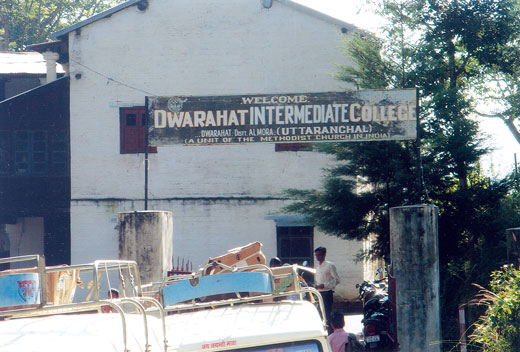 WELCOME
DWARAHAT INTERMEDIATE COLLEGE
DWARAHAT DISTT. ALMORA (UTTARANCHAL)
(A UNIT OF THE METHODIST CHURCH IN INDIA)